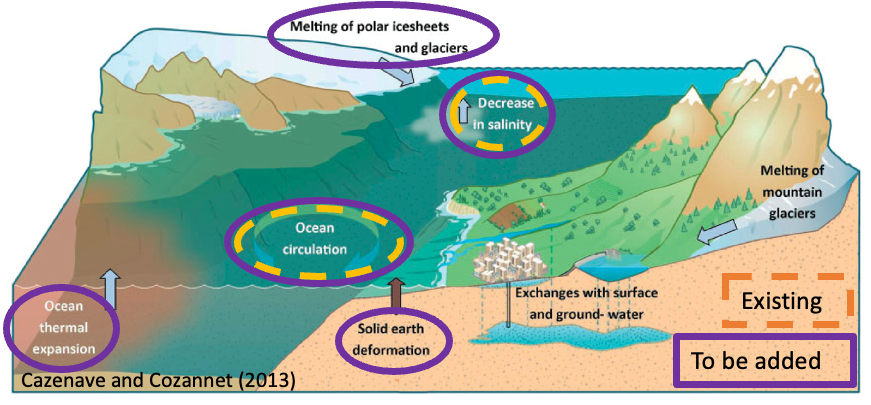 Melting of polar icesheets
and glaciers
Decrease
in salinity
Melting of
mountain
glaciers
Ocean
circulation
Exchanges with surface
and ground- water
Existing
Ocean
thermal
expansion
Solid earth
deformation
To be added
Cazenave and Cozannet (2013)